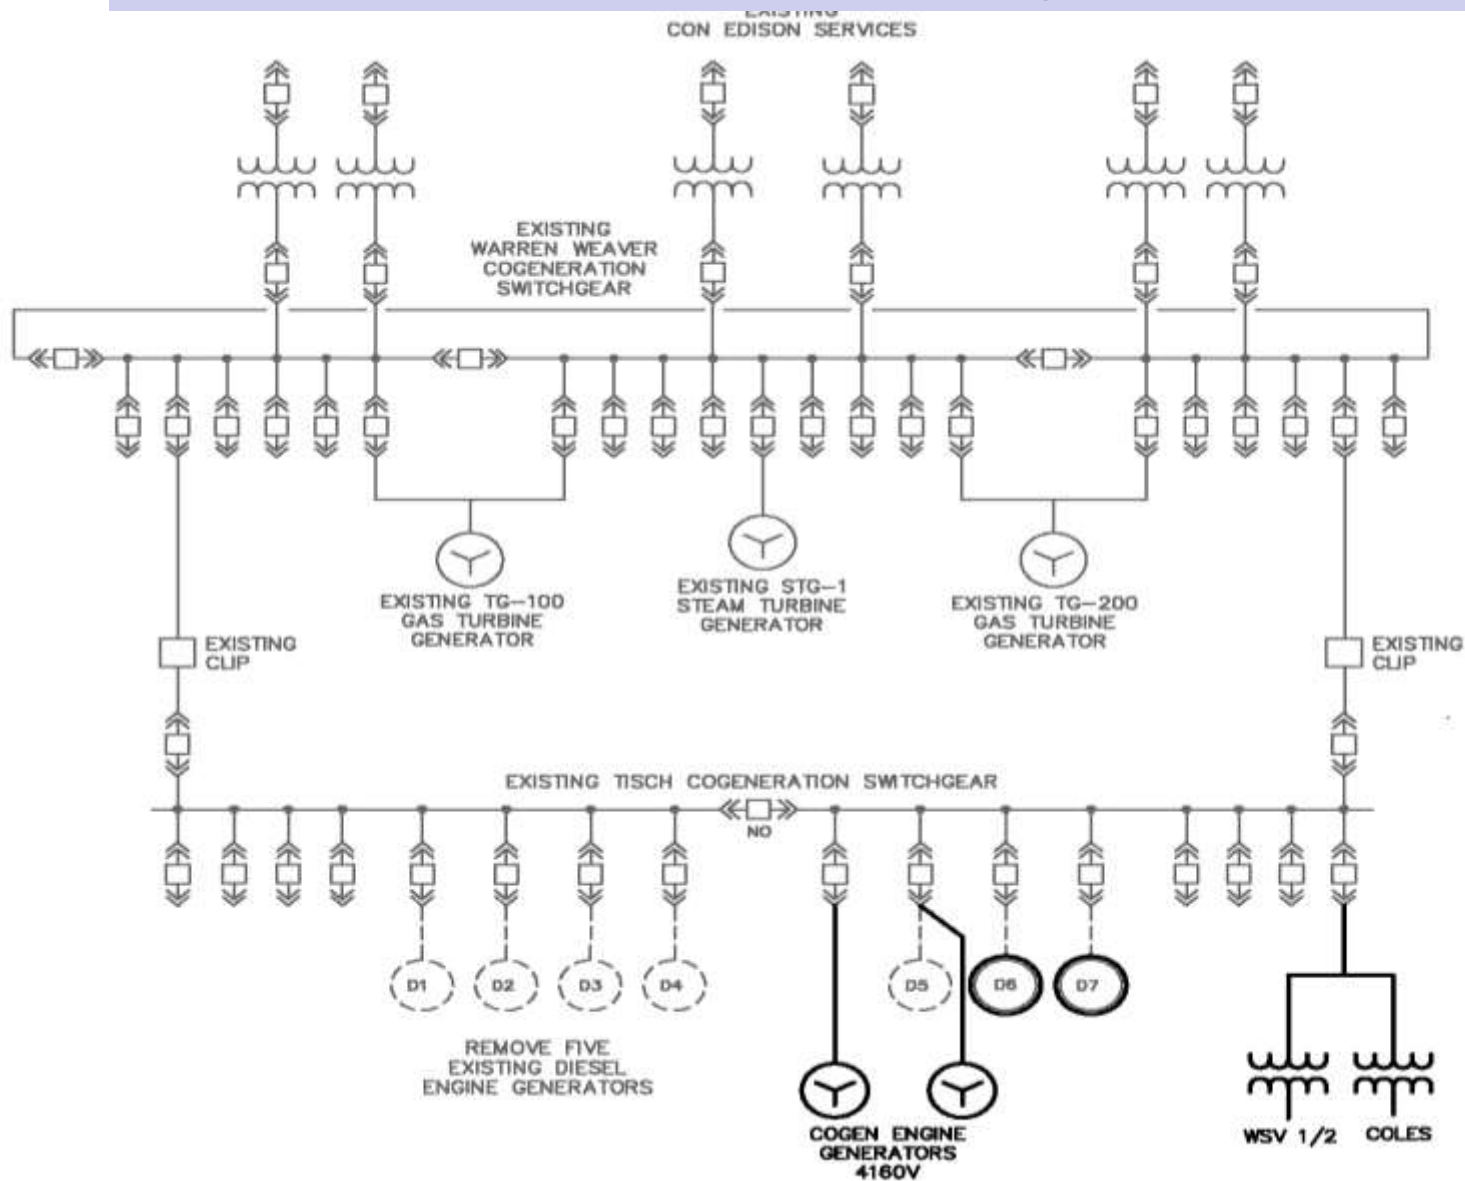 EXISTING
CON EDISON SERVICES
EXISTING
WARREN WEAVER
COGENERATION
SWITCHGEAR
EXISTING TG-100
GAS TURBINE
GENERATOR
EXISTING STG-1
STEAM TURBINE
GENERATOR
EXISTING TG-200
GAS TURBINE
GENERATOR
EXISTING
CLIP
EXISTING
CLIP
EXISTING TISCH COGENERATION SWITCHGEAR
NO
D1
D2
D3
D4
D5
D6
D7
REMOVE FIVE
EXISTING DIESEL
ENGINE GENERATORS
COGEN ENGINE
GENERATORS
4160V
WSV 1/2
COLES